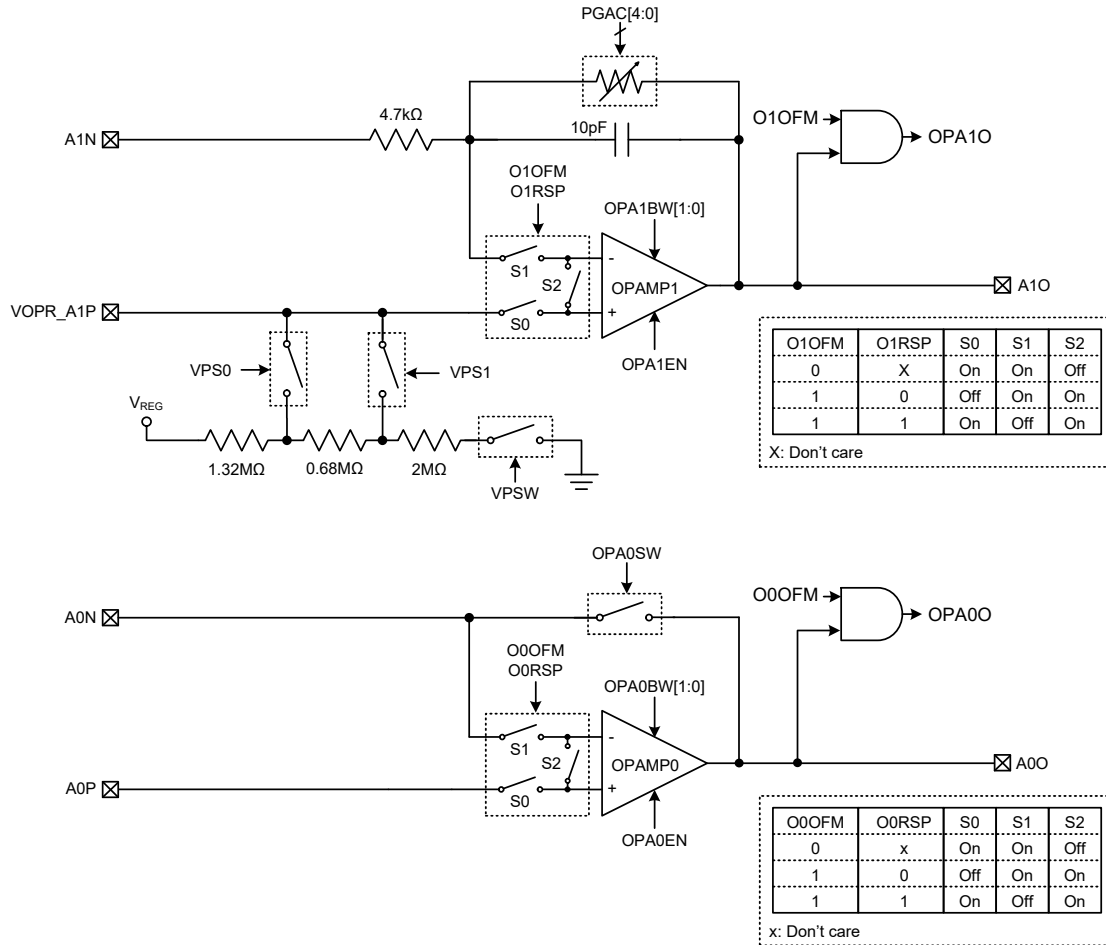 PGAC[4:0]
4.7kΩ
A1N
10pF
O1OFM
OPA1O
O1OFM
O1RSP
OPA1BW[1:0]
S1
S2
-
OPAMP1
A1O
VOPR_A1P
S0
+
OPA1EN
VPS0
VPS1
VREG
1.32MΩ
0.68MΩ
2MΩ
VPSW
O1OFM O1RSP S0 S1 S2
0 X On On Off
1 0 Off On On
1 1 On Off On
X: Don't care
OPA0SW
A0N
O0OFM
OPA0O
O0OFM
O0RSP
OPA0BW[1:0]
S1
S2
-
OPAMP0
A0O
A0P
S0
+
OPA0EN
O0OFM O0RSP S0 S1 S2
0 x On On Off
1 0 Off On On
1 1 On Off On
x: Don't care